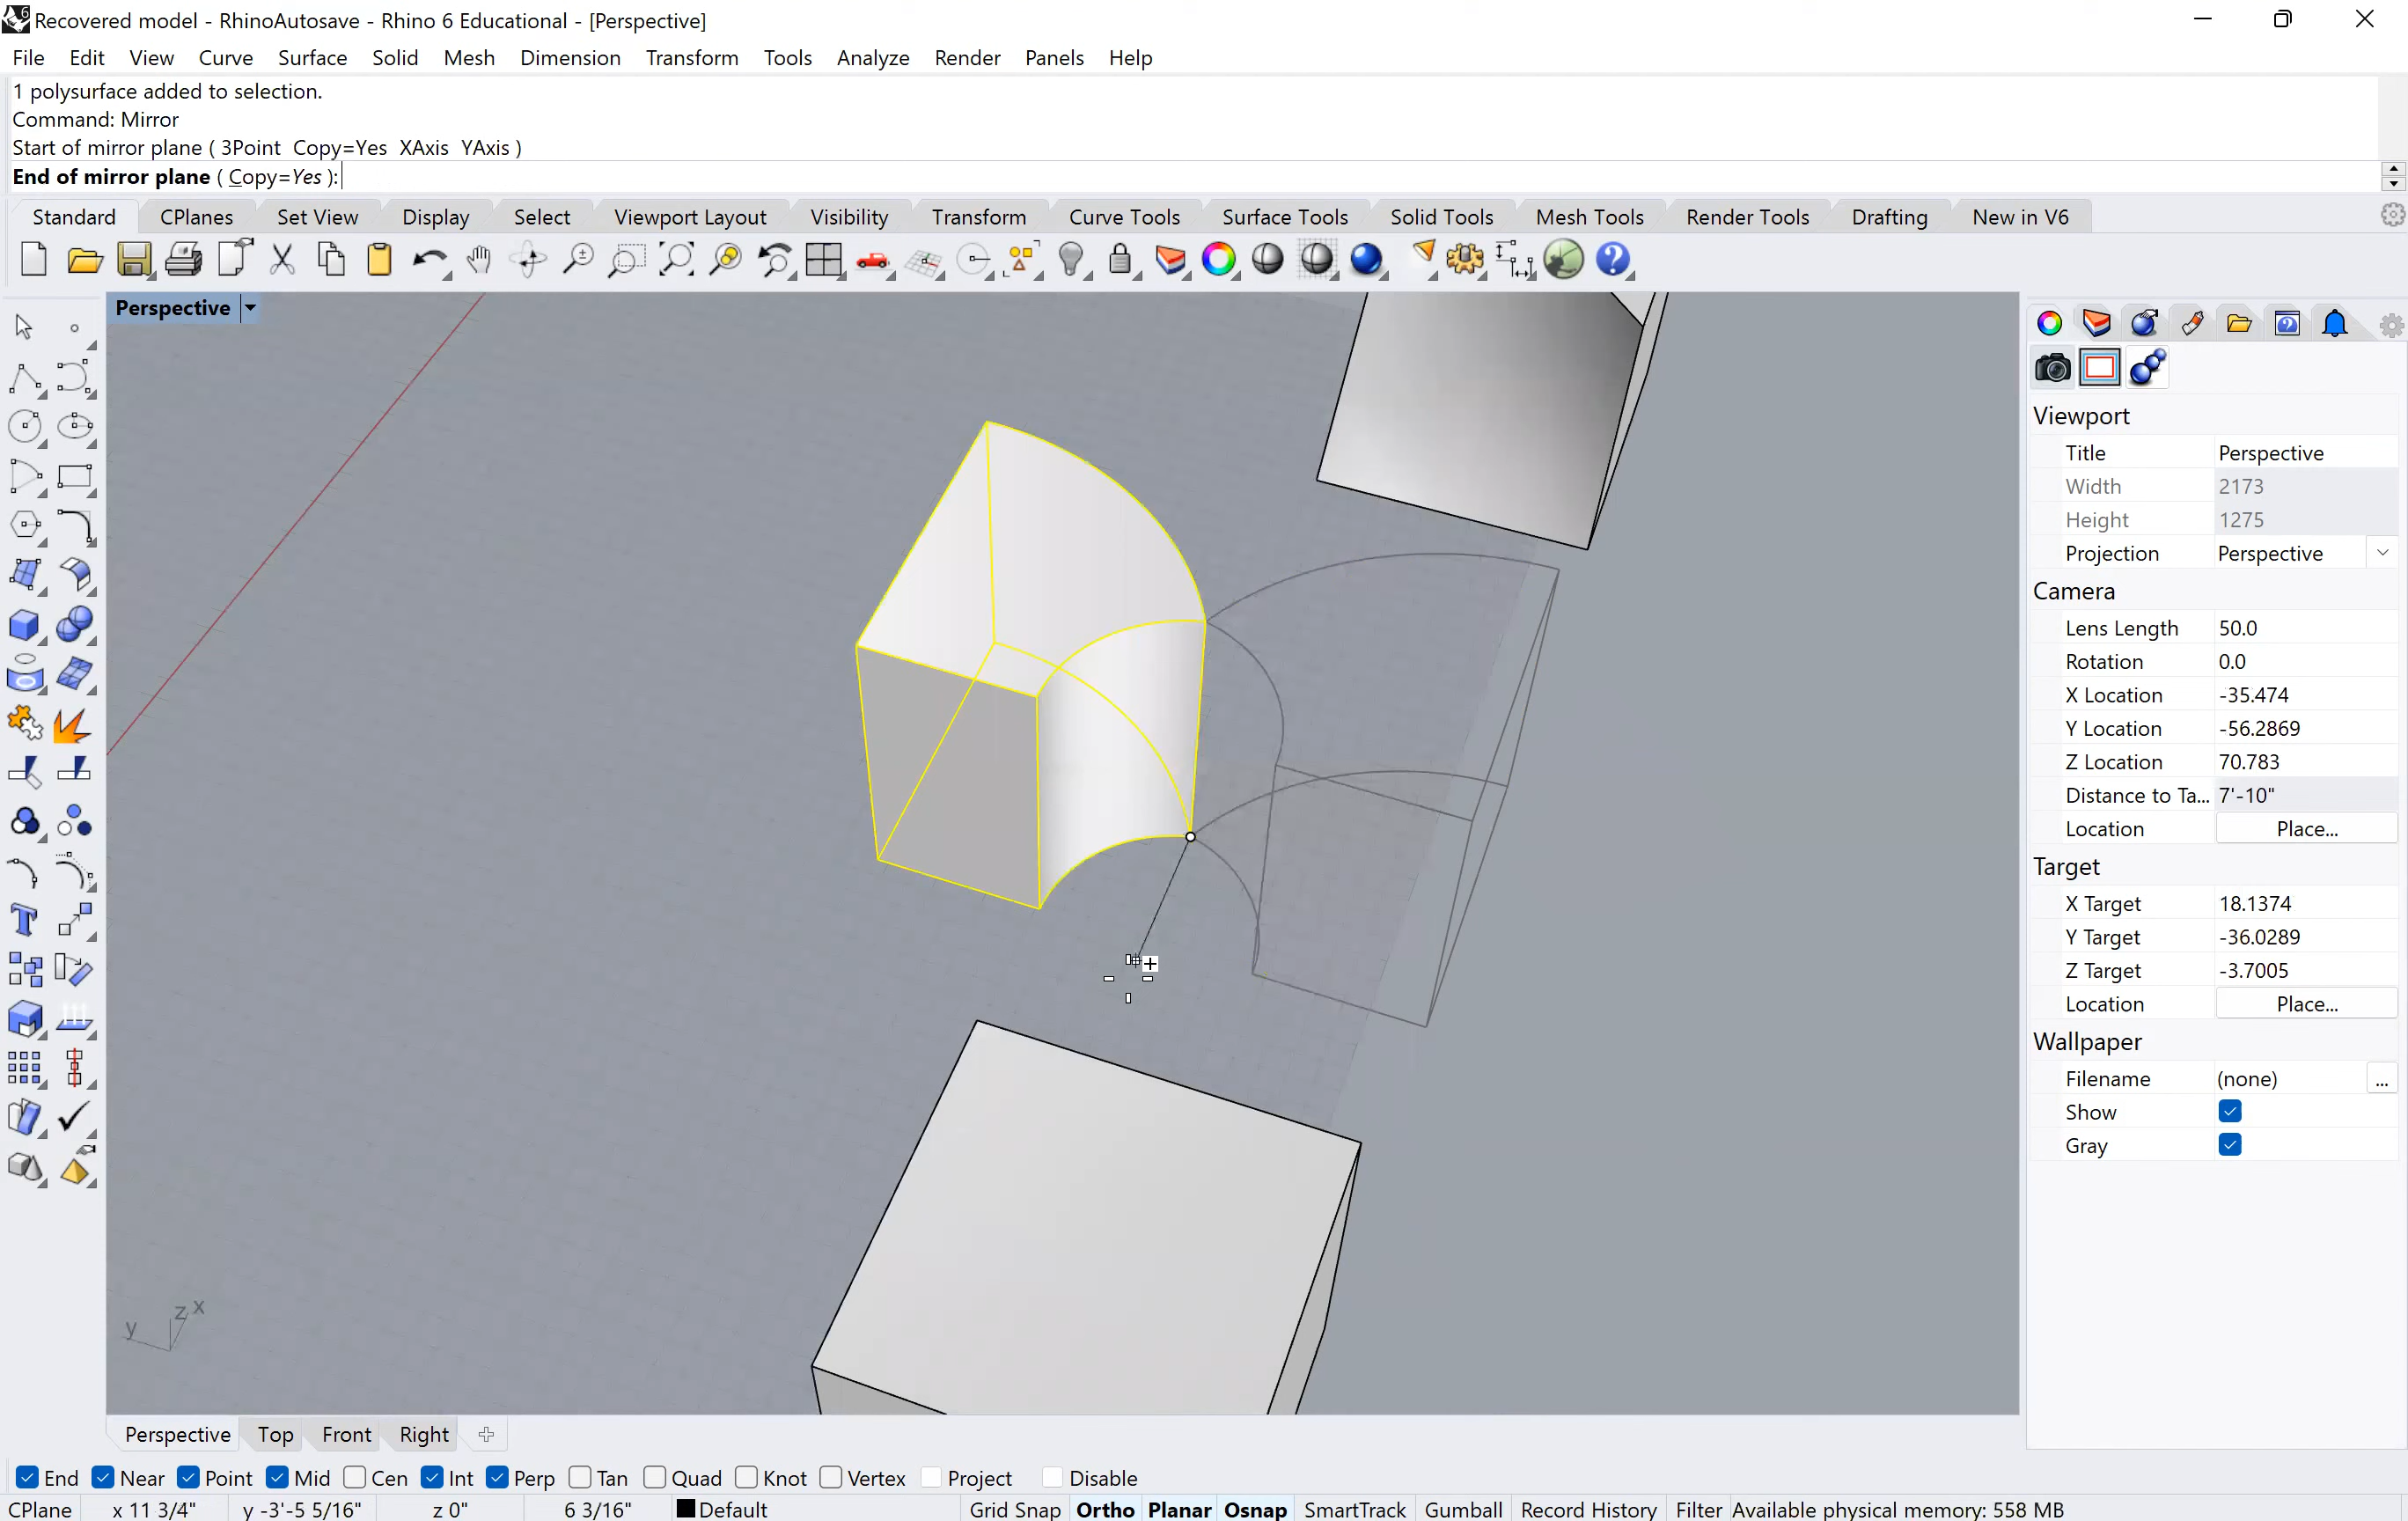 Recovered model - RhinoAutosave - Rhino 6 Educational - [Perspective]
File Edit View Curve Surface Solid Mesh Dimension Transform Tools Analyze Render Panels Help
1 polysurface added to selection.
Command: Mirror
Start of mirror plane ( 3Point Copy=Yes XAxis YAxis )
End of mirror plane ( Copy=Yes ):
Standard CPlanes Set View Display Select Viewport Layout Visibility Transform Curve Tools Surface Tools Solid Tools Mesh Tools Render Tools Drafting New in V6
Perspective
Viewport
Title Perspective
Width 2173
Height 1275
Projection Perspective
Camera
Lens Length 50.0
Rotation 0.0
X Location -35.474
Y Location -56.2869
Z Location 70.783
Distance to Ta... 7'-10"
Location Place...
Target
X Target 18.1374
Y Target -36.0289
Z Target -3.7005
Location Place...
Wallpaper
Filename (none) ...
Show
Gray
z x
y
Perspective Top Front Right
End Near Point Mid Cen Int Perp Tan Quad Knot Vertex Project Disable
CPlane x 11 3/4" y -3'-5 5/16" z 0" 6 3/16" Default Grid Snap Ortho Planar Osnap SmartTrack Gumball Record History Filter Available physical memory: 558 MB